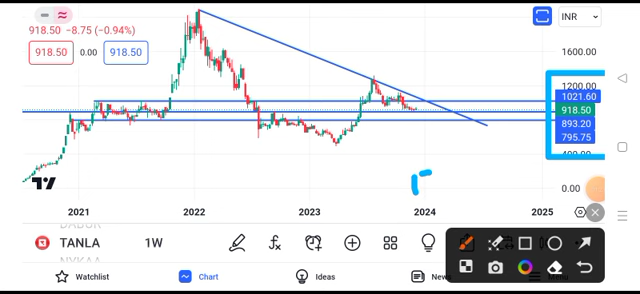 INR
918.50 −8.75 (−0.94%)
918.50 0.00 918.50
1600.00
1200.00
1021.60
918.50
893.20
795.75
0.00
2021 2022 2023 2024 2025
TANLA 1W
Watchlist Chart Ideas News